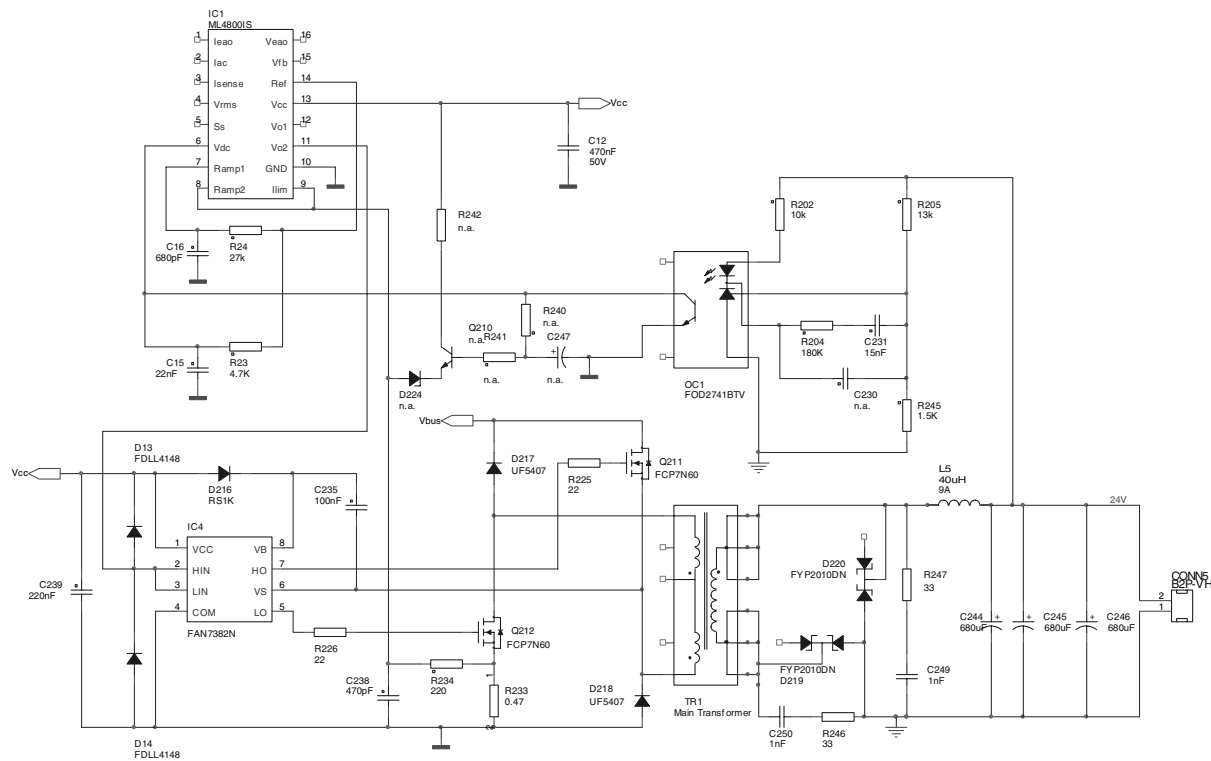 IC1
ML4800IS
1 Ieao Veao 16
2 Iac Vfb 15
3 Isense Ref 14
4 Vrms Vcc 13
5 Ss Vo1 12
6 Vdc Vo2 11
7 Ramp1 GND 10
8 Ramp2 Ilim 9
Vcc
C12
470nF
50V
R242
n.a.
R202
10k
R205
13k
C16
680pF
R24
27k
R240
n.a.
Q210
n.a.
R241
n.a.
C247
n.a.
R204
180K
C231
15nF
C15
22nF
R23
4.7K
D224
n.a.
OC1
FOD2741BTV
C230
n.a.
R245
1.5K
Vbus
D13
FDLL4148
Vcc
D216
RS1K
C235
100nF
D217
UF5407
R225
22
Q211
FCP7N60
L5
40uH
9A
24V
IC4
1 VCC VB 8
2 HIN HO 7
3 LIN VS 6
4 COM LO 5
FAN7382N
C239
220nF
R226
22
Q212
FCP7N60
D220
FYP2010DN
R247
33
CONN5
B2P-VH
2
1
C244
680uF
C245
680uF
C246
680uF
FYP2010DN
D219
C238
470pF
R234
220
1
R233
0.47
2
D218
UF5407
TR1
Main Transformer
C249
1nF
C250
1nF
R246
33
D14
FDLL4148